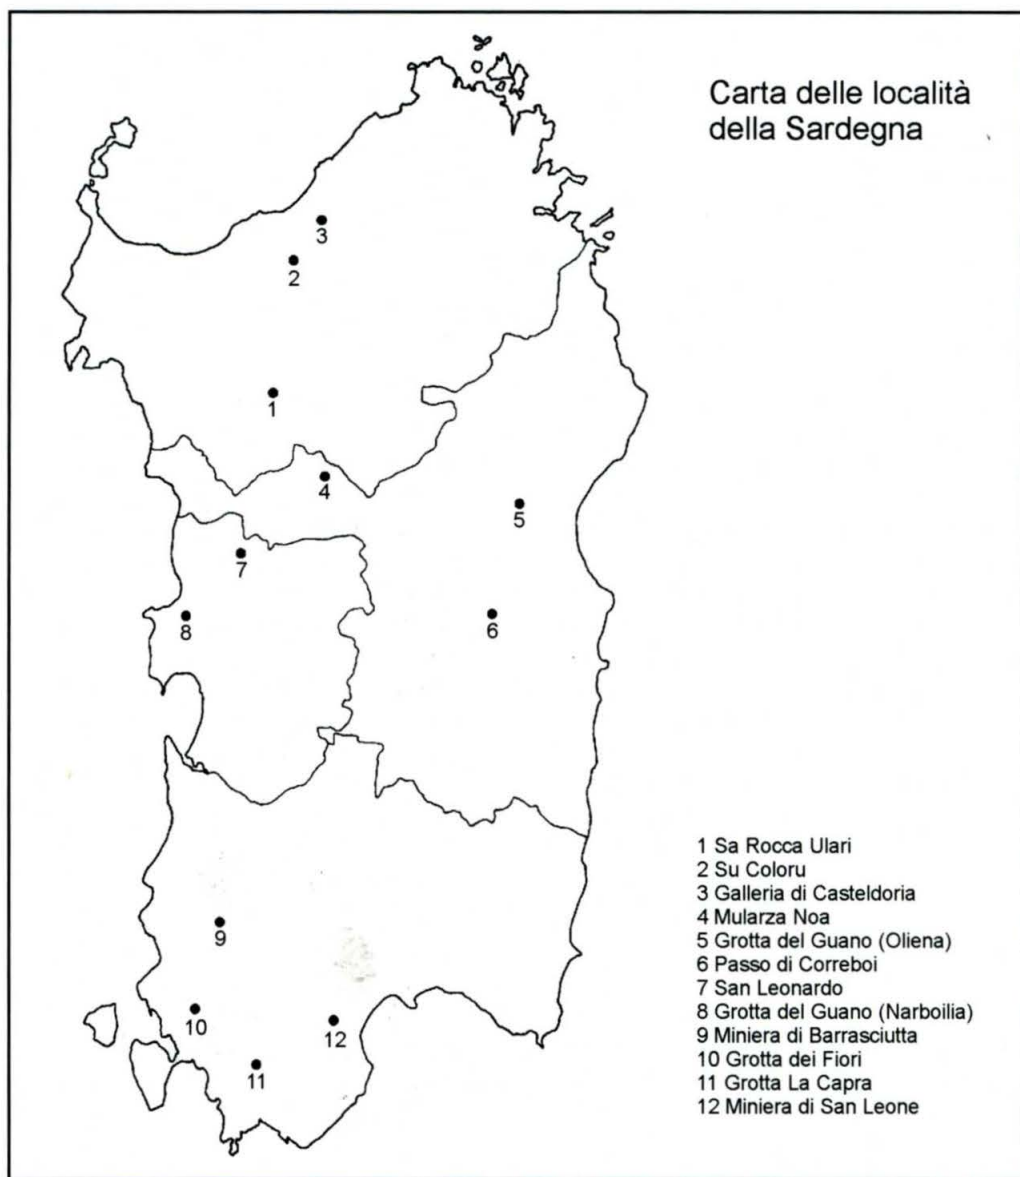 Carta delle località
della Sardegna
3
2
1
4
5
7
8
6
9
10
12
11
1 Sa Rocca Ulari
2 Su Coloru
3 Galleria di Casteldoria
4 Mularza Noa
5 Grotta del Guano (Oliena)
6 Passo di Correboi
7 San Leonardo
8 Grotta del Guano (Narboilia)
9 Miniera di Barrasciutta
10 Grotta dei Fiori
11 Grotta La Capra
12 Miniera di San Leone